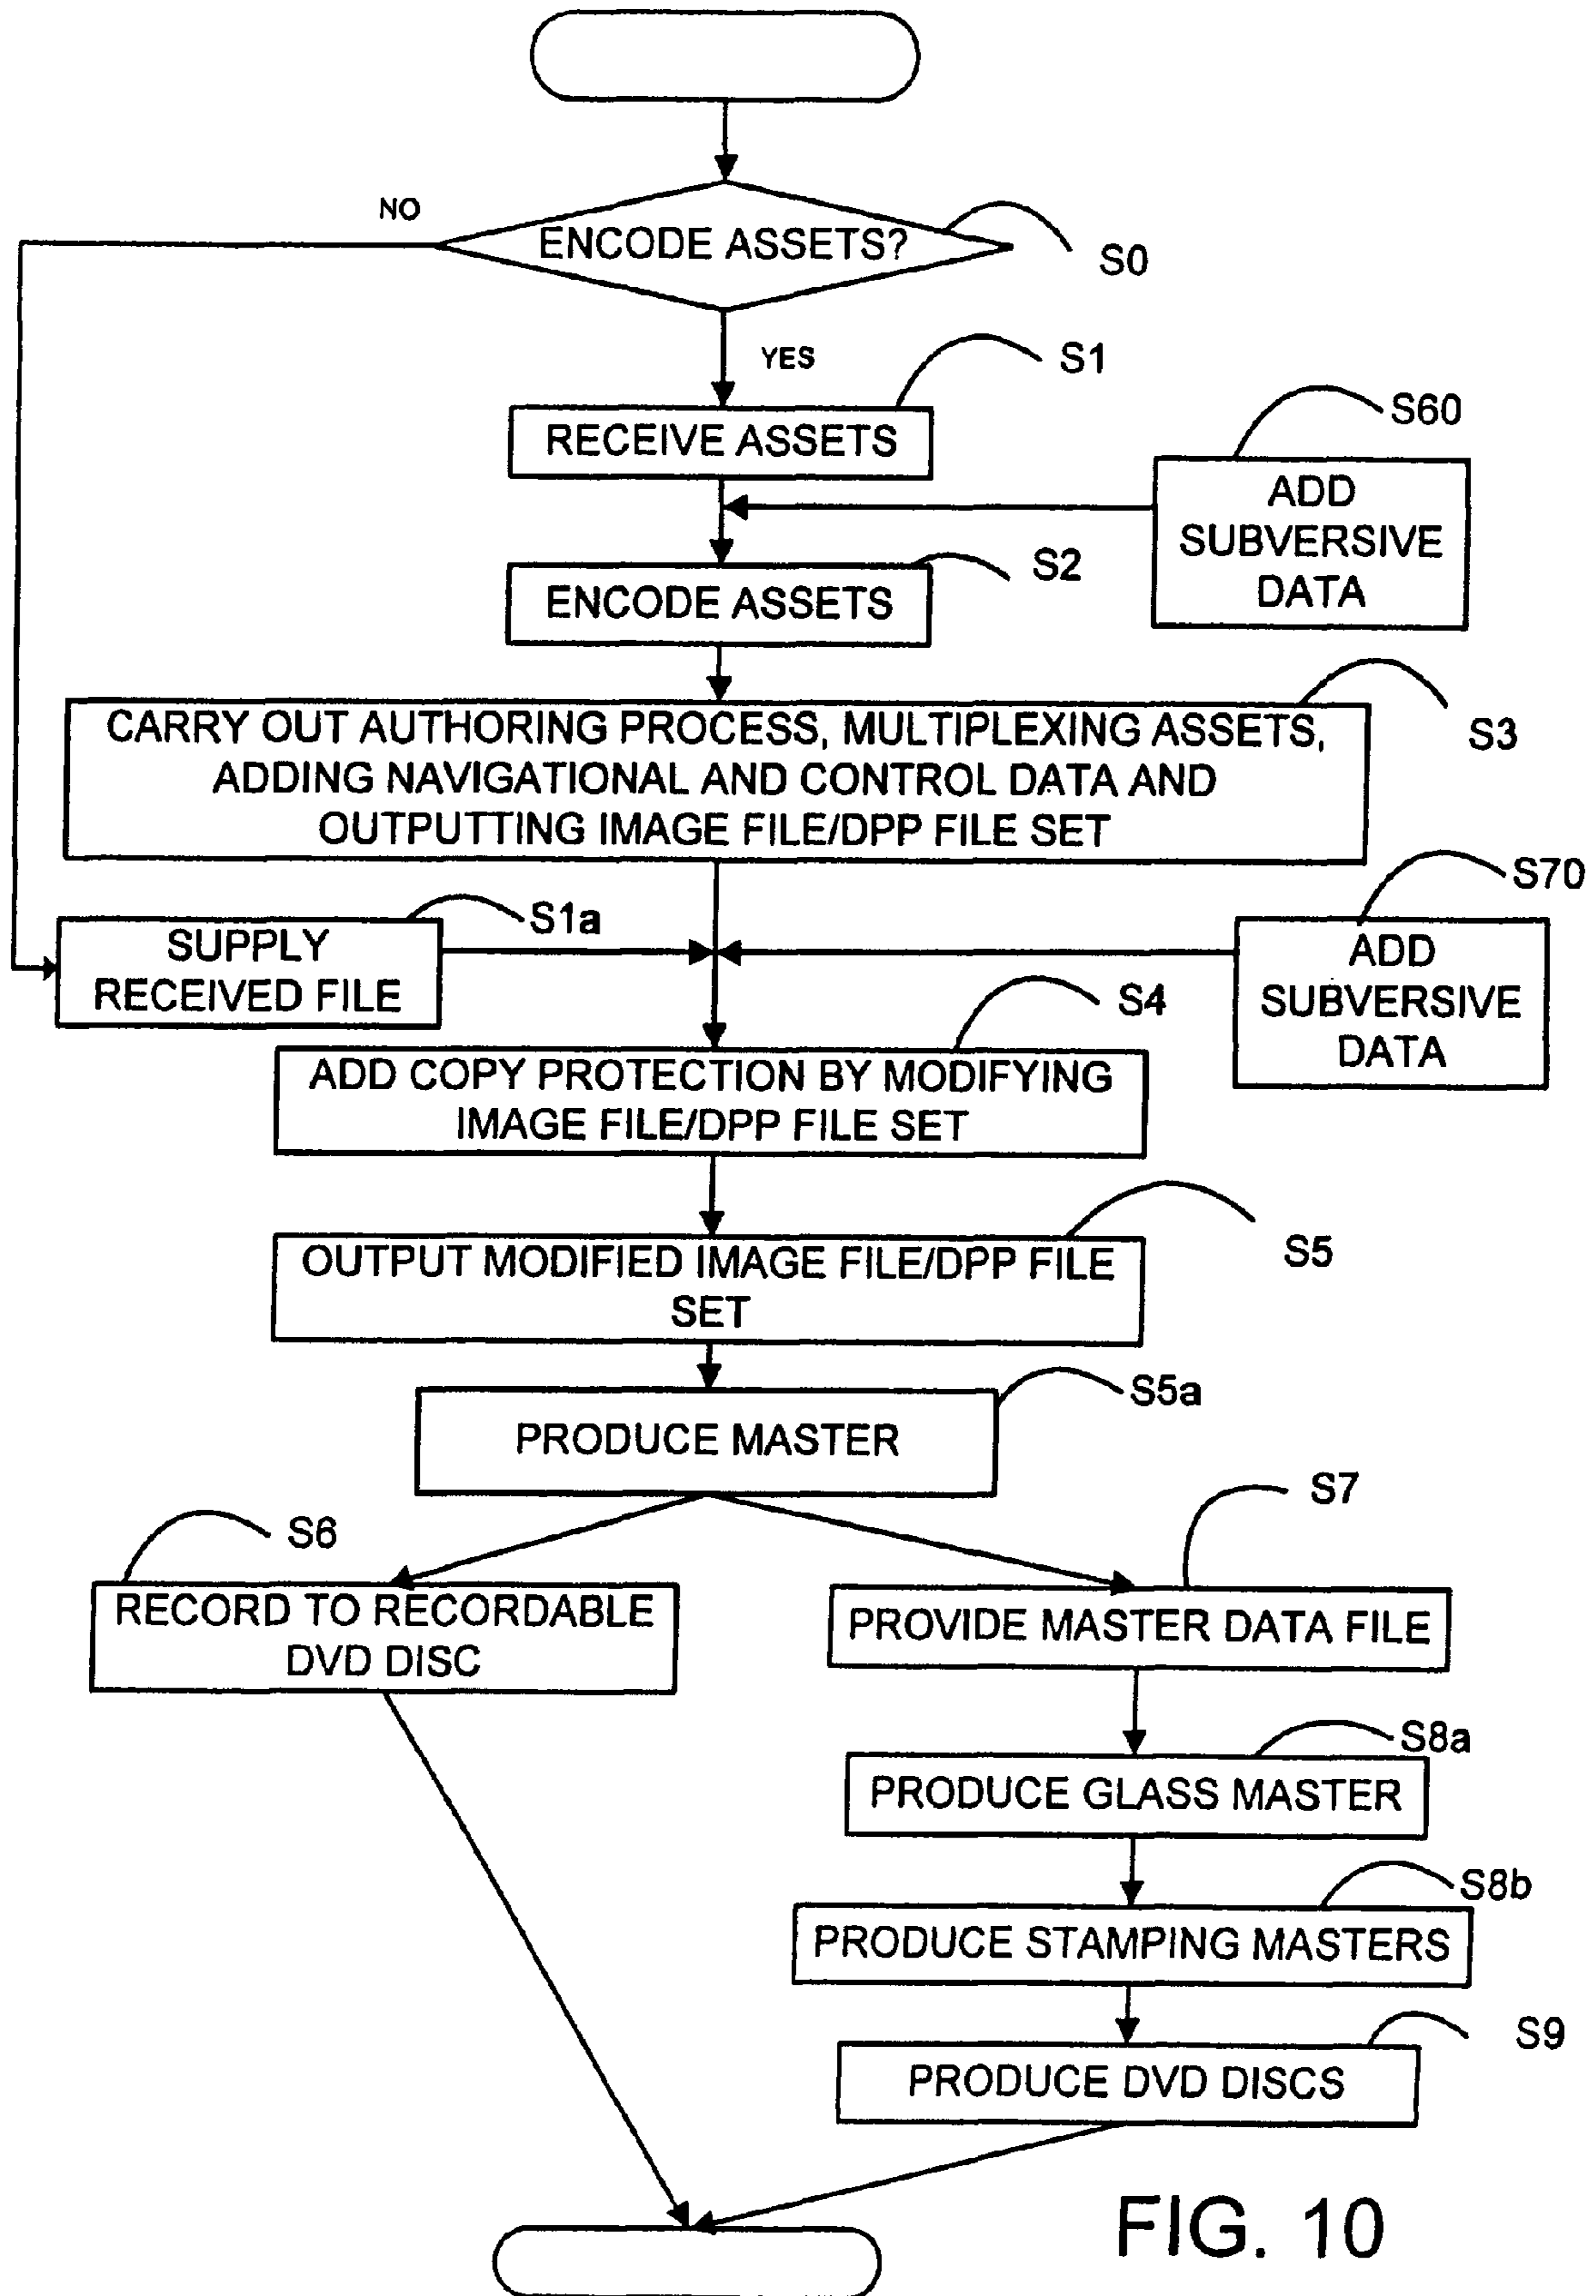 NO
ENCODE ASSETS?
S0
YES
S1
RECEIVE ASSETS
S60
ADD
SUBVERSIVE
DATA
S2
ENCODE ASSETS
S3
CARRY OUT AUTHORING PROCESS, MULTIPLEXING ASSETS,
ADDING NAVIGATIONAL AND CONTROL DATA AND
OUTPUTTING IMAGE FILE/DPP FILE SET
S1a
SUPPLY
RECEIVED FILE
S70
ADD
SUBVERSIVE
DATA
S4
ADD COPY PROTECTION BY MODIFYING
IMAGE FILE/DPP FILE SET
S5
OUTPUT MODIFIED IMAGE FILE/DPP FILE
SET
S5a
PRODUCE MASTER
S6
RECORD TO RECORDABLE
DVD DISC
S7
PROVIDE MASTER DATA FILE
S8a
PRODUCE GLASS MASTER
S8b
PRODUCE STAMPING MASTERS
S9
PRODUCE DVD DISCS
FIG. 10